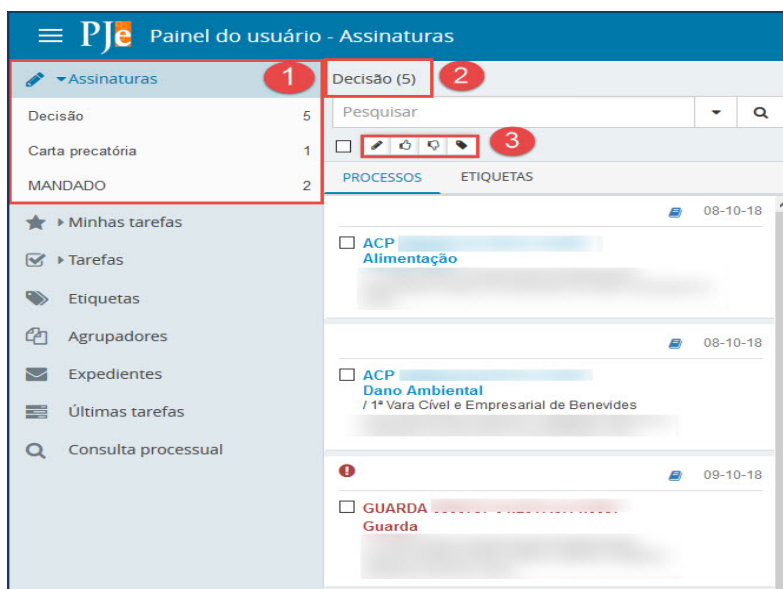 PJe Painel do usuário - Assinaturas
Assinaturas
1
Decisão 5
Carta precatória 1
MANDADO 2
Minhas tarefas
Tarefas
Etiquetas
Agrupadores
Expedientes
Últimas tarefas
Consulta processual
Decisão (5)
2
Pesquisar
3
PROCESSOS ETIQUETAS
08-10-18
ACP
Alimentação
08-10-18
ACP
Dano Ambiental
/ 1ª Vara Cível e Empresarial de Benevides
09-10-18
GUARDA
Guarda